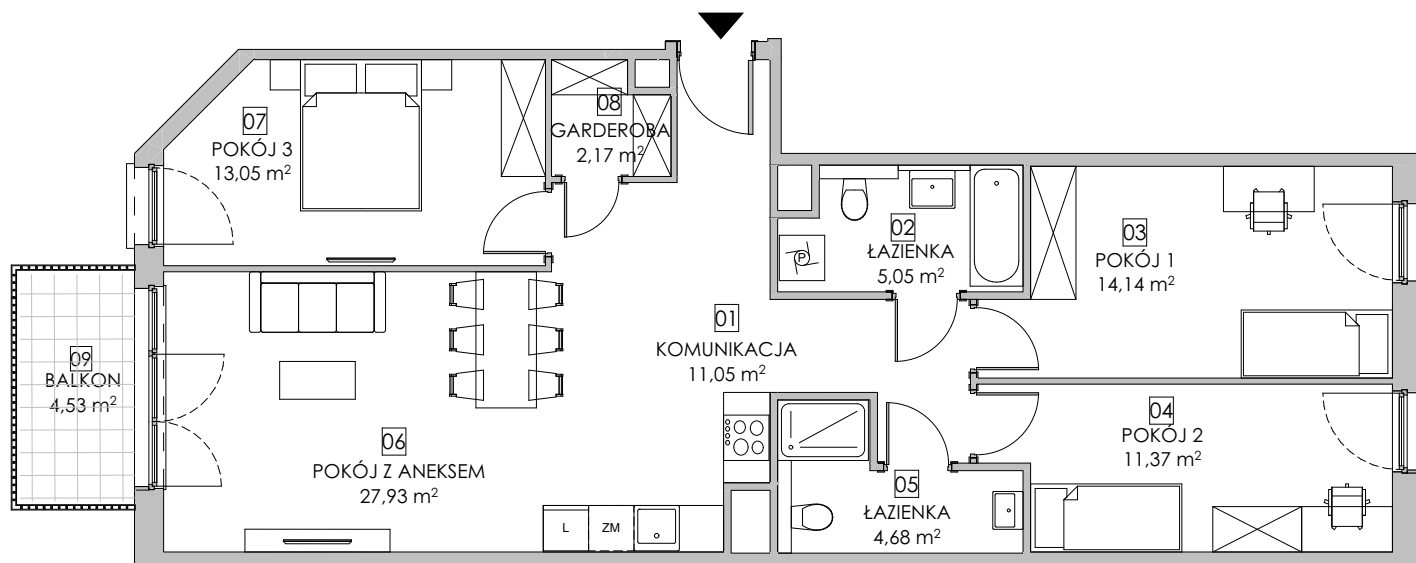 07
POKÓJ 3
13,05 m²
08
GARDEROBA
2,17 m²
02
ŁAZIENKA
5,05 m²
P
03
POKÓJ 1
14,14 m²
09
BALKON
4,53 m²
01
KOMUNIKACJA
11,05 m²
06
POKÓJ Z ANEKSEM
27,93 m²
04
POKÓJ 2
11,37 m²
05
ŁAZIENKA
4,68 m²
L
ZM